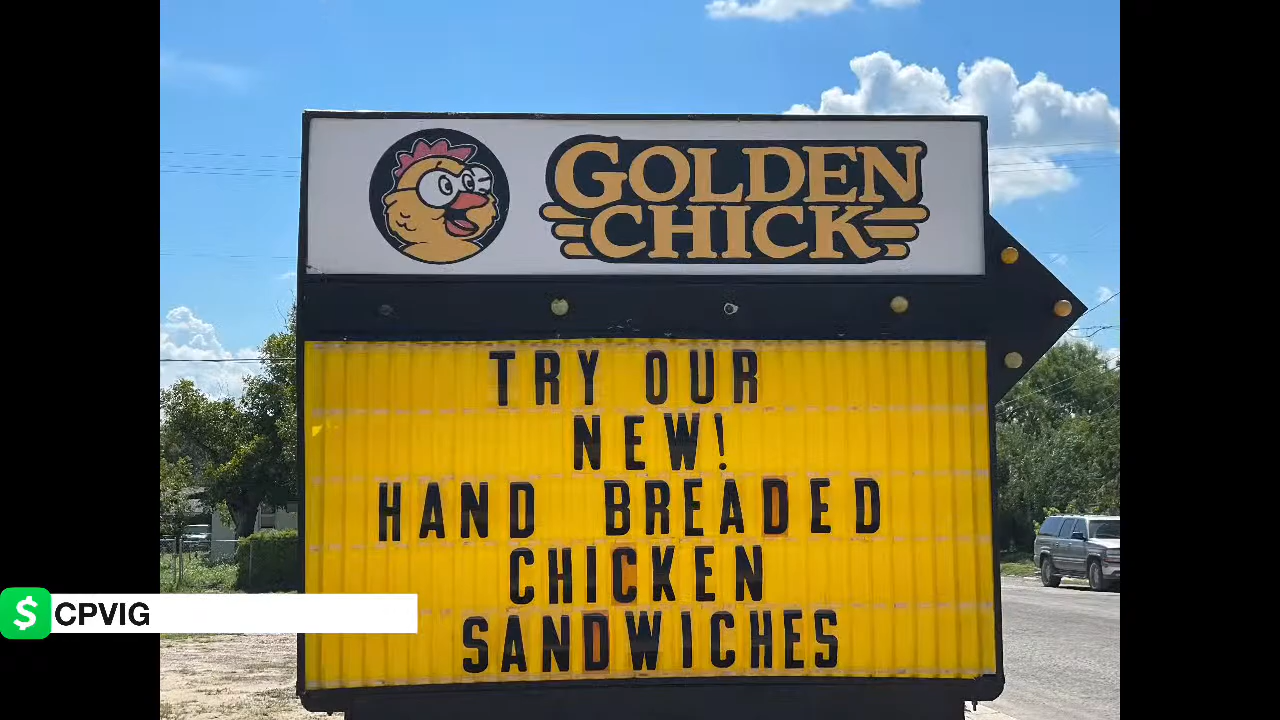 GOLDEN
CHICK
TRY OUR
NEW!
HAND BREADED
CHICKEN
SANDWICHES
$ CPVIG